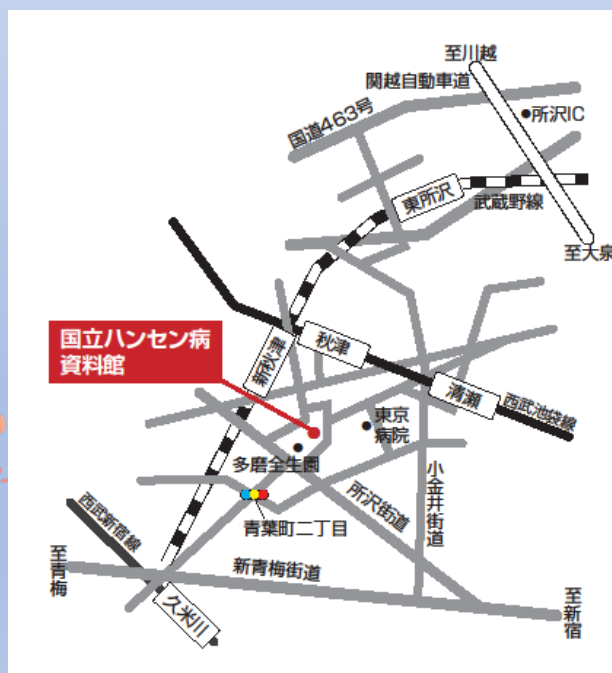 至川越
関越自動車道
国道463号
所沢IC
東所沢
武蔵野線
至大泉
国立ハンセン病
資料館
新秋津
秋津
清瀬
西武池袋線
東京
病院
多磨全生園
小金井街道
所沢街道
西武新宿線
青葉町二丁目
至青梅
新青梅街道
久米川
至新宿